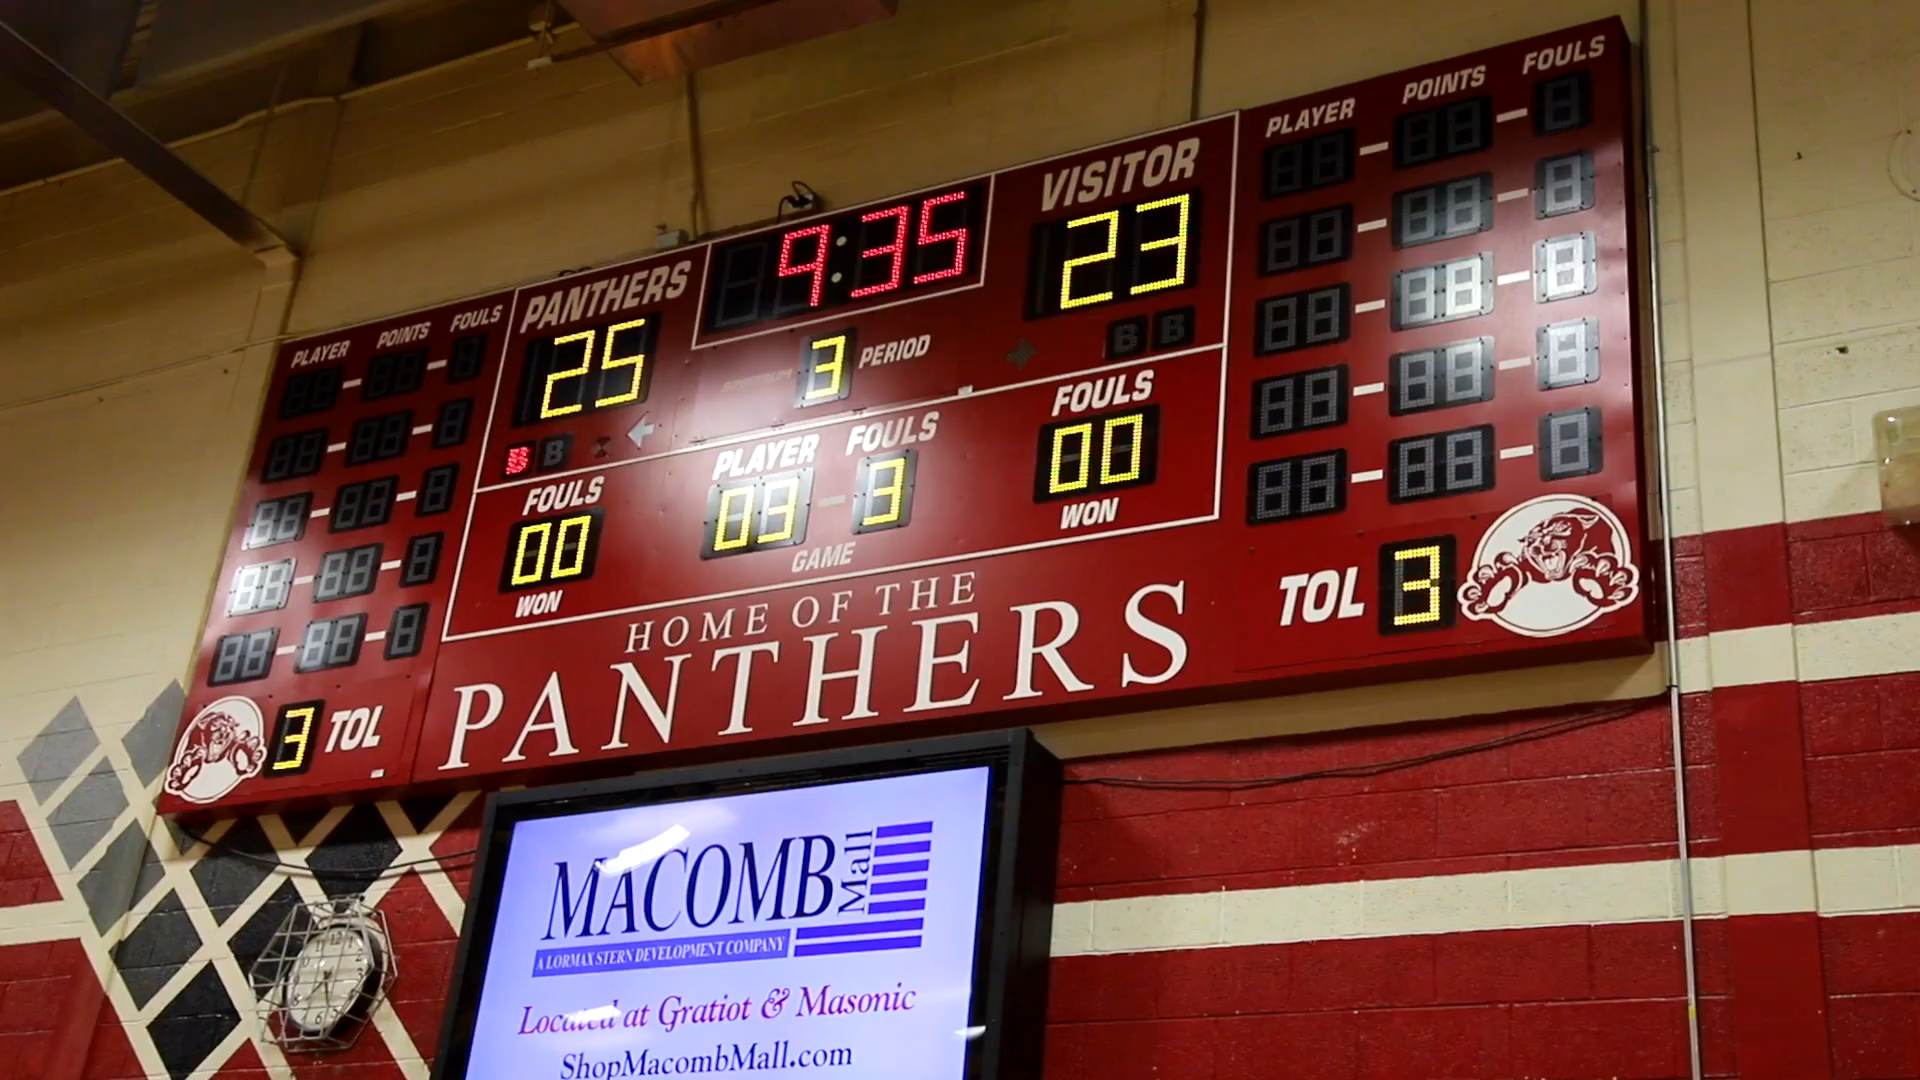 PLAYER POINTS FOULS
PANTHERS
25
9:35
VISITOR
23
PLAYER POINTS FOULS
3 PERIOD
B B
B B
FOULS
00
WON
PLAYER FOULS
03 - 3
GAME
FOULS
00
WON
3 TOL
TOL 3
HOME OF THE
PANTHERS
MACOMB Mall
A LORMAX STERN DEVELOPMENT COMPANY
Located at Gratiot & Masonic
ShopMacombMall.com